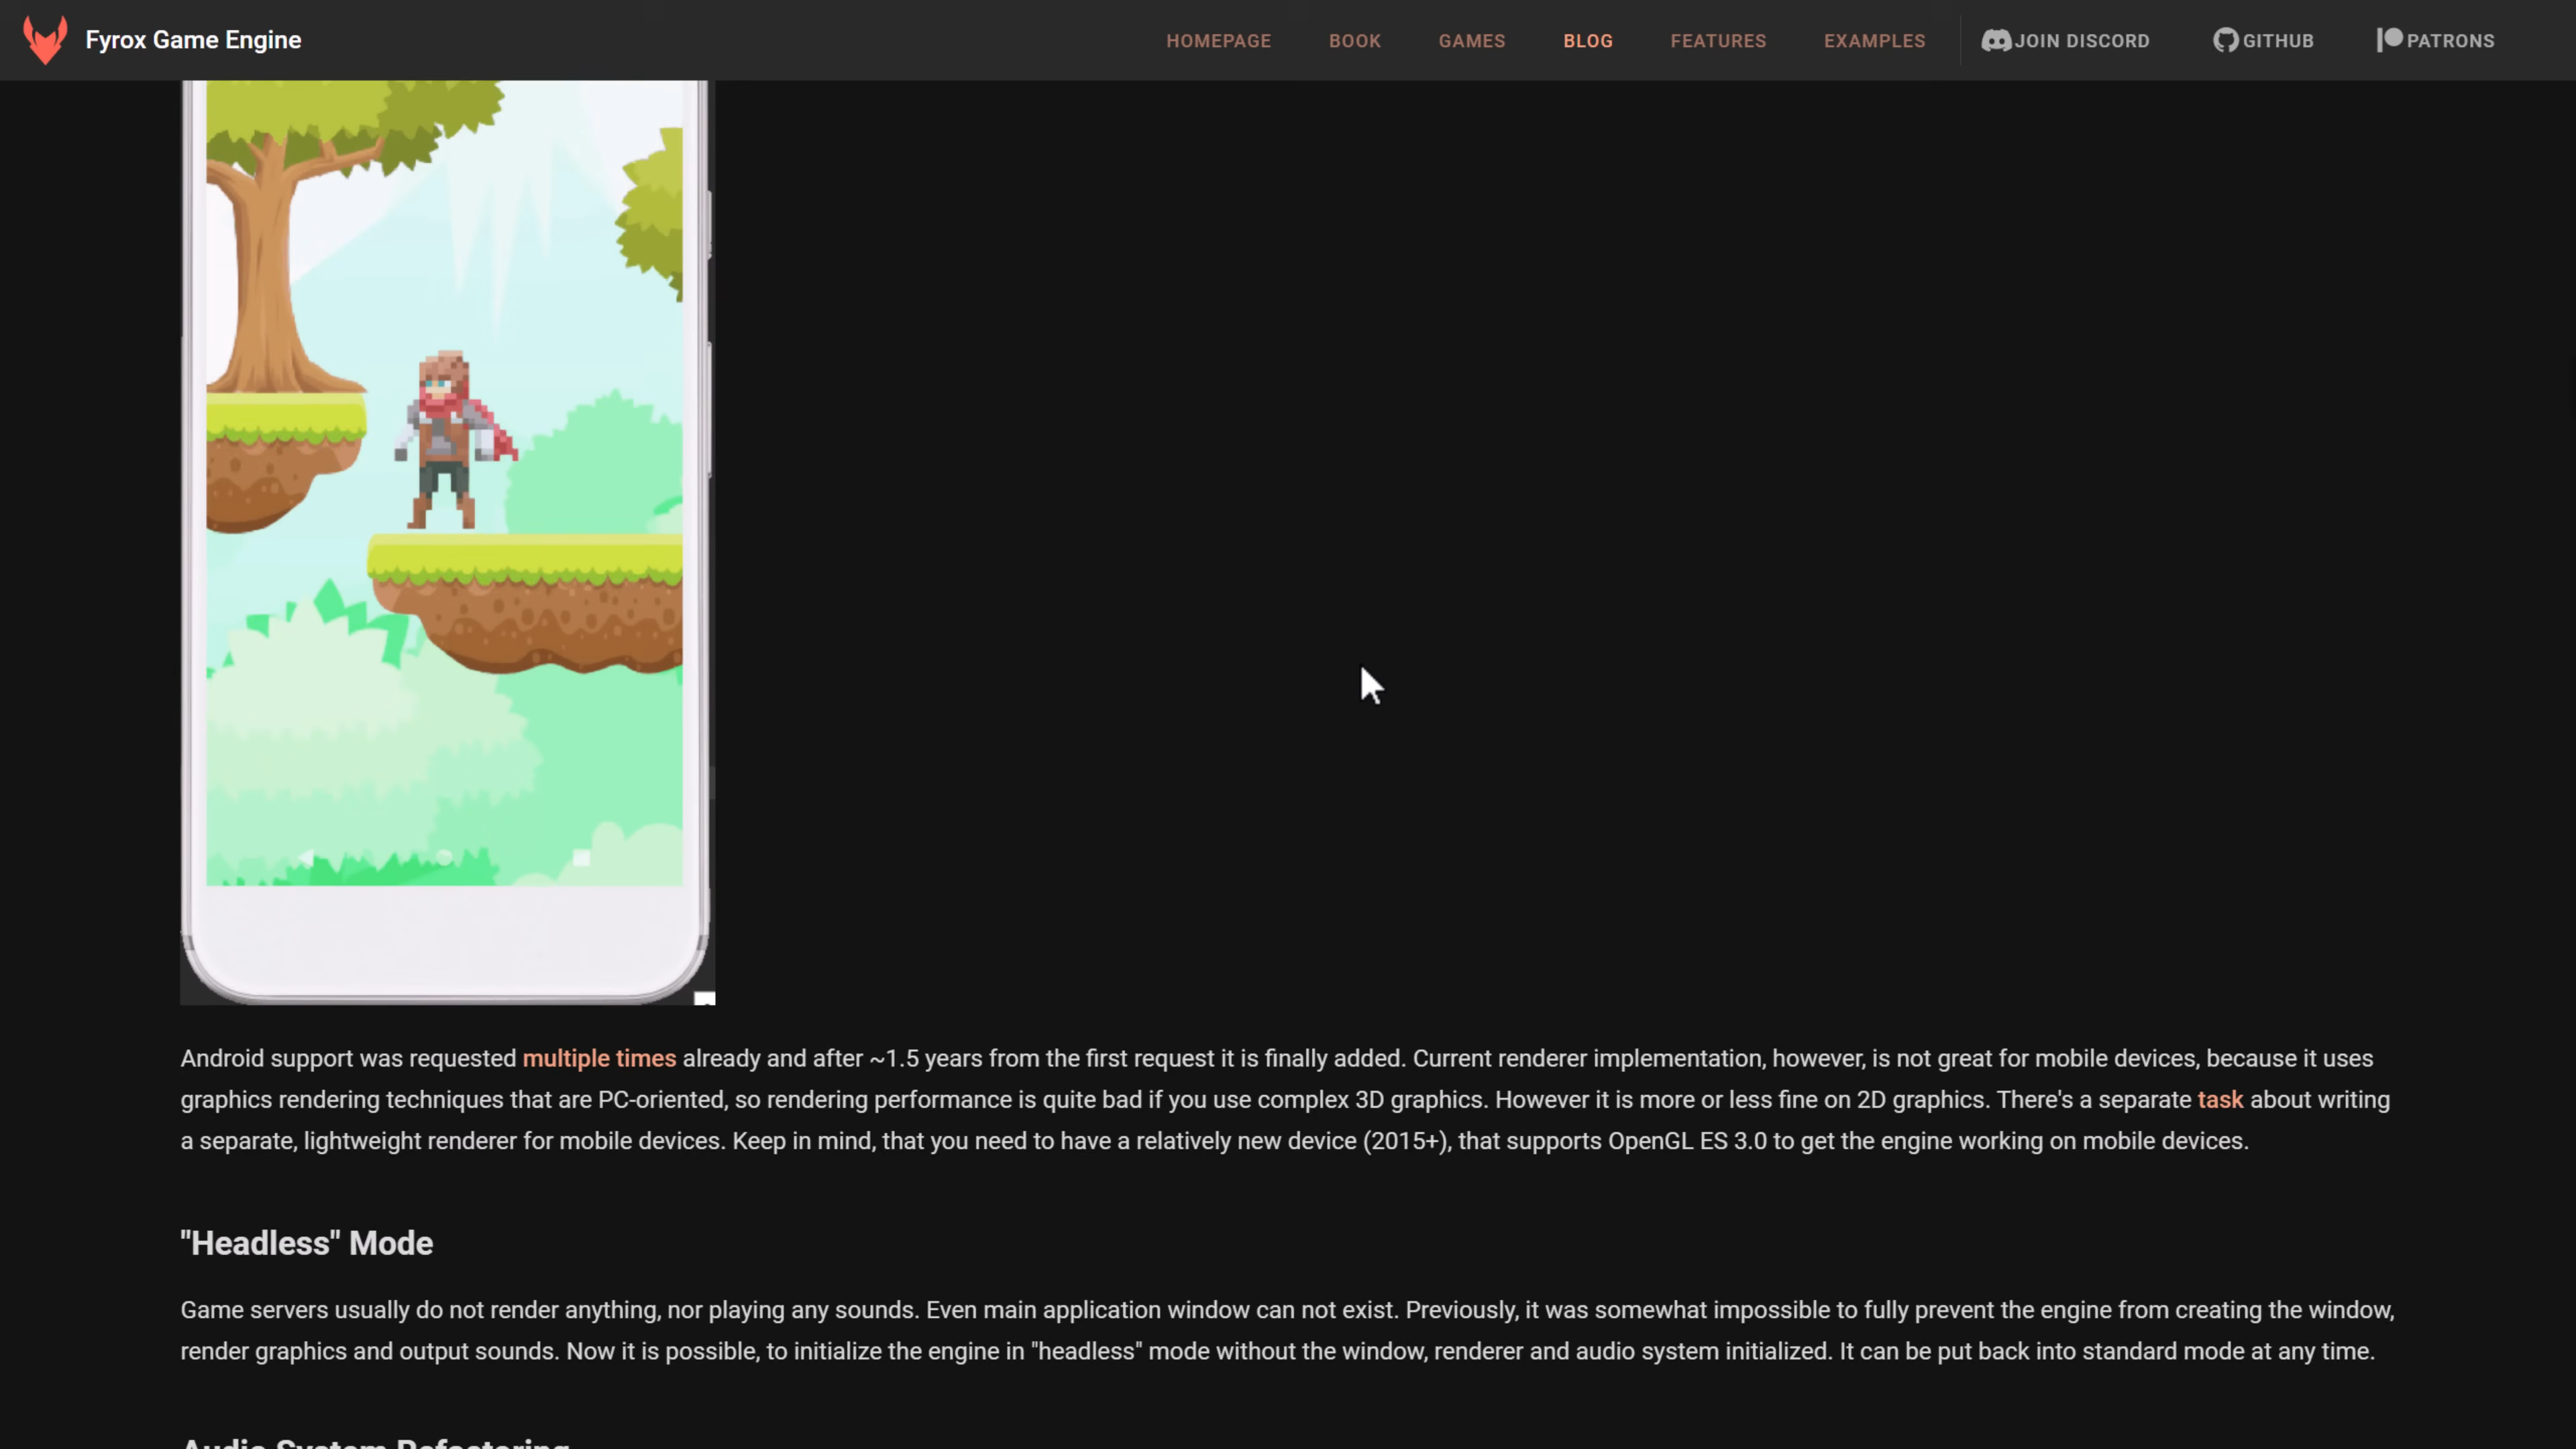 Fyrox Game Engine
HOMEPAGE BOOK GAMES BLOG FEATURES EXAMPLES JOIN DISCORD GITHUB PATRONS
Android support was requested multiple times already and after ~1.5 years from the first request it is finally added. Current renderer implementation, however, is not great for mobile devices, because it uses
graphics rendering techniques that are PC-oriented, so rendering performance is quite bad if you use complex 3D graphics. However it is more or less fine on 2D graphics. There's a separate task about writing
a separate, lightweight renderer for mobile devices. Keep in mind, that you need to have a relatively new device (2015+), that supports OpenGL ES 3.0 to get the engine working on mobile devices.
"Headless" Mode
Game servers usually do not render anything, nor playing any sounds. Even main application window can not exist. Previously, it was somewhat impossible to fully prevent the engine from creating the window,
render graphics and output sounds. Now it is possible, to initialize the engine in "headless" mode without the window, renderer and audio system initialized. It can be put back into standard mode at any time.
Audio System Refactoring